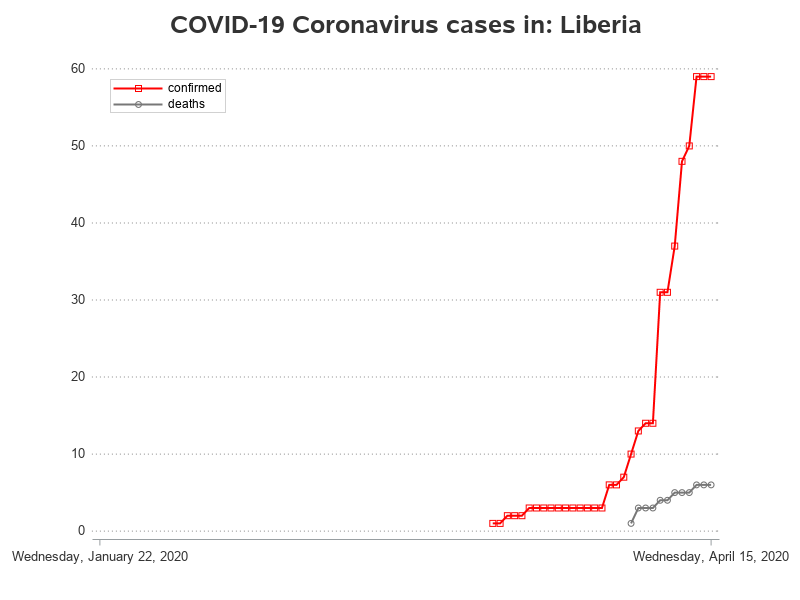 COVID-19 Coronavirus cases in: Liberia
60
confirmed
deaths
50
40
30
20
10
0
Wednesday, January 22, 2020
Wednesday, April 15, 2020